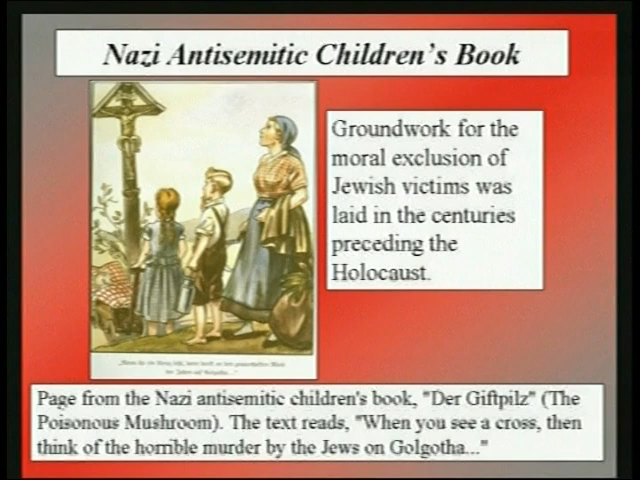 Nazi Antisemitic Children's Book
Groundwork for the
moral exclusion of
Jewish victims was
laid in the centuries
preceding the
Holocaust.
Page from the Nazi antisemitic children's book, "Der Giftpilz" (The
Poisonous Mushroom). The text reads, "When you see a cross, then
think of the horrible murder by the Jews on Golgotha..."